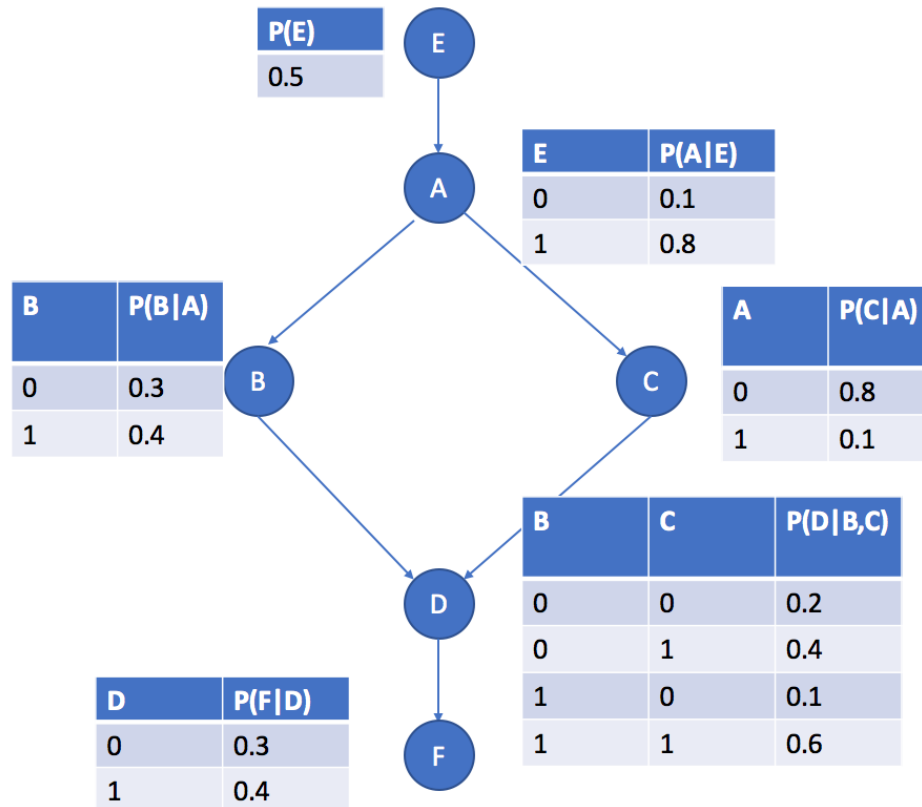 P(E)
0.5
E
E P(A|E)
0 0.1
1 0.8
A
B P(B|A)
0 0.3
1 0.4
B
C
A P(C|A)
0 0.8
1 0.1
B C P(D|B,C)
0 0 0.2
0 1 0.4
1 0 0.1
1 1 0.6
D
D P(F|D)
0 0.3
1 0.4
F